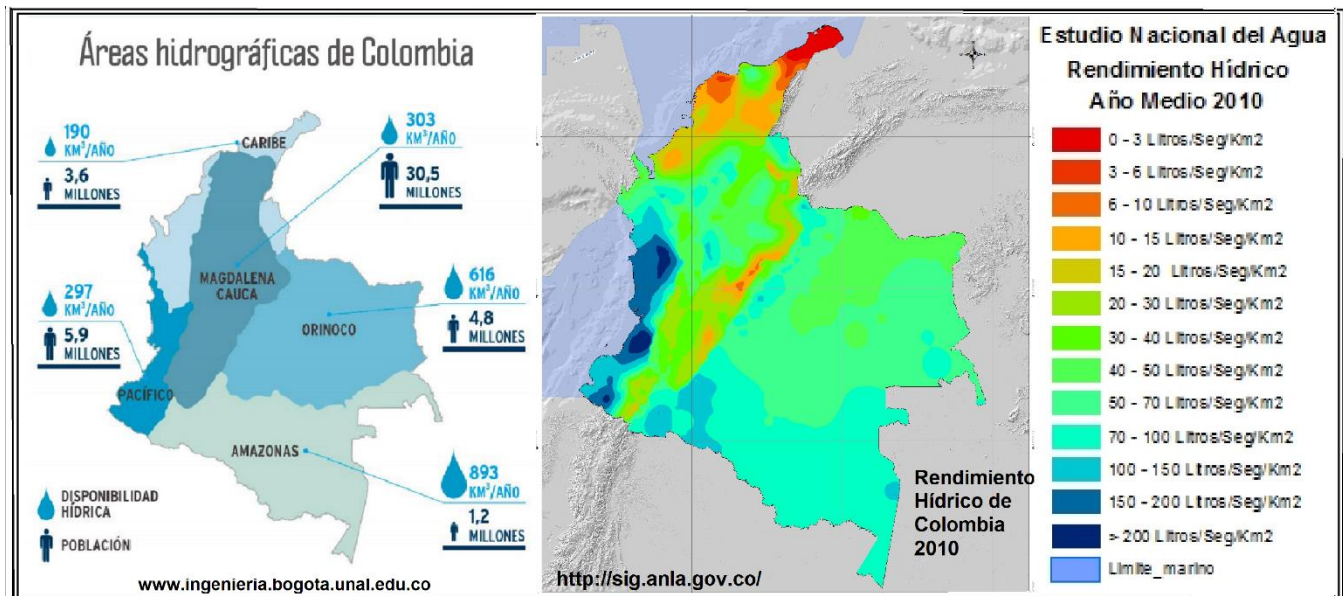 Áreas hidrográficas de Colombia
190
KM³/AÑO
3,6
MILLONES
CARIBE
303
KM³/AÑO
30,5
MILLONES
MAGDALENA
CAUCA
297
KM³/AÑO
5,9
MILLONES
PACÍFICO
616
KM³/AÑO
4,8
MILLONES
ORINOCO
AMAZONAS
893
KM³/AÑO
1,2
MILLONES
DISPONIBILIDAD
HÍDRICA
POBLACIÓN
www.ingenieria.bogota.unal.edu.co
Rendimiento
Hídrico de
Colombia
2010
http://sig.anla.gov.co/
Estudio Nacional del Agua
Rendimiento Hídrico
Año Medio 2010
0 - 3 Litros/Seg/Km2
3 - 6 Litros/Seg/Km2
6 - 10 Litros/Seg/Km2
10 - 15 Litros/Seg/Km2
15 - 20 Litros/Seg/Km2
20 - 30 Litros/Seg/Km2
30 - 40 Litros/Seg/Km2
40 - 50 Litros/Seg/Km2
50 - 70 Litros/Seg/Km2
70 - 100 Litros/Seg/Km2
100 - 150 Litros/Seg/Km2
150 - 200 Litros/Seg/Km2
> 200 Litros/Seg/Km2
Limite_marino